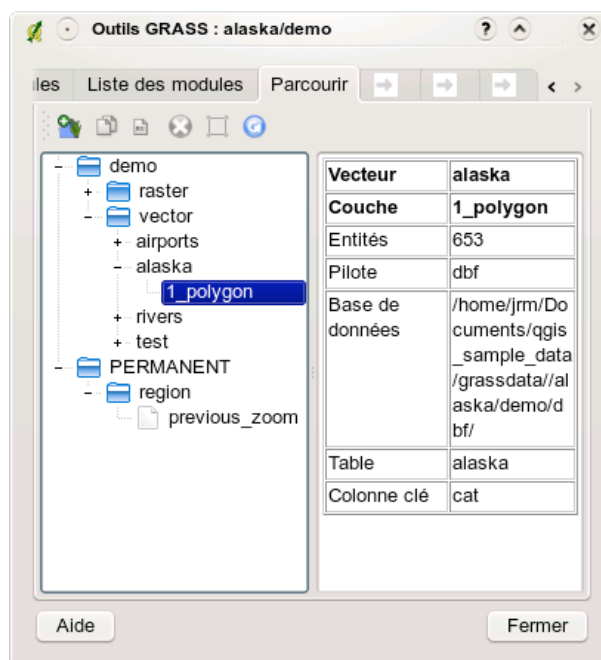 Outils GRASS : alaska/demo
iles Liste des modules Parcourir
demo
raster
vector
airports
alaska
1_polygon
rivers
test
PERMANENT
region
previous_zoom
Vecteur alaska
Couche 1_polygon
Entités 653
Pilote dbf
Base de /home/jrm/Do
données cuments/qgis
_sample_data
/grassdata//al
aska/demo/d
bf/
Table alaska
Colonne clé cat
Aide Fermer